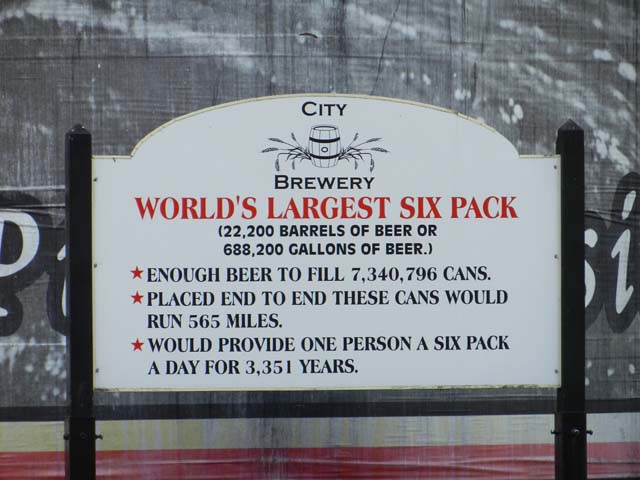 CITY
BREWERY
WORLD'S LARGEST SIX PACK
(22,200 BARRELS OF BEER OR
688,200 GALLONS OF BEER.)
★ENOUGH BEER TO FILL 7,340,796 CANS.
★PLACED END TO END THESE CANS WOULD
RUN 565 MILES.
★WOULD PROVIDE ONE PERSON A SIX PACK
A DAY FOR 3,351 YEARS.